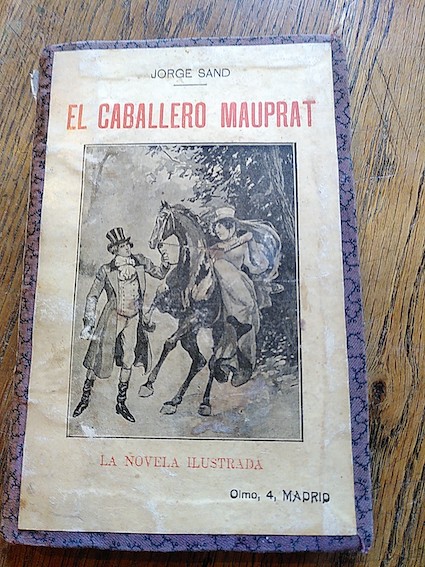 JORGE SAND
EL CABALLERO MAUPRAT
LA NOVELA ILUSTRADA
Olmo, 4, MADRID